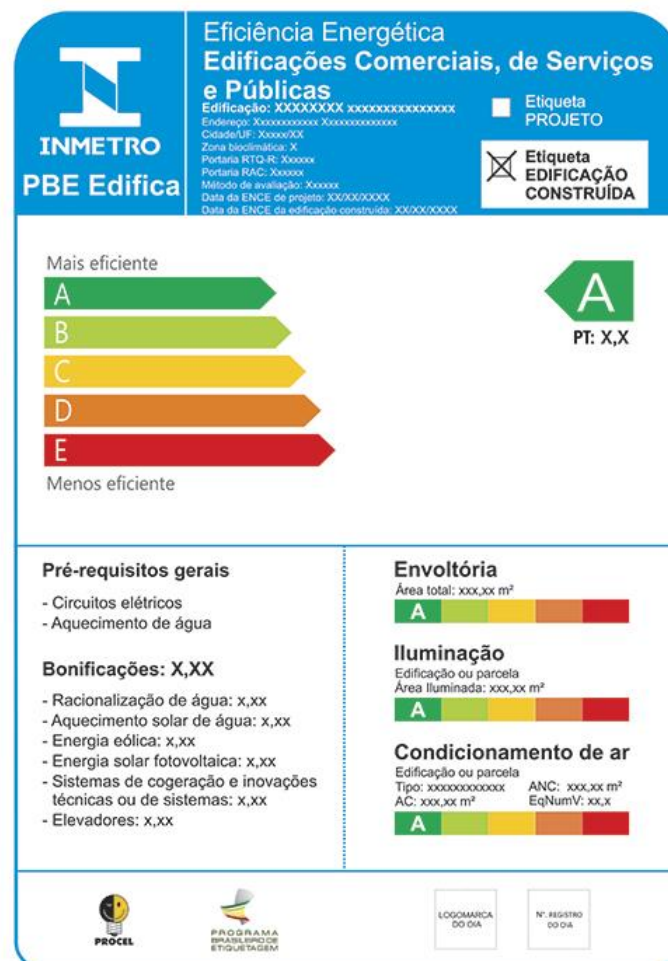 INMETRO
PBE Edifica
Eficiência Energética
Edificações Comerciais, de Serviços
e Públicas
Edificação: XXXXXXXX xxxxxxxxxxxxxxx
Endereço: Xxxxxxxxxxxx Xxxxxxxxxxxxxx
Cidade/UF: Xxxxx/XX
Zona bioclimática: X
Portaria RTQ-R: Xxxxxx
Portaria RAC: Xxxxxx
Método de avaliação: Xxxxxx
Data da ENCE de projeto: XX/XX/XXXX
Data da ENCE da edificação construída: XX/XX/XXXX
Etiqueta
PROJETO
Etiqueta
EDIFICAÇÃO
CONSTRUÍDA
Mais eficiente
A
B
C
D
E
Menos eficiente
A
PT: X,X
Pré-requisitos gerais
- Circuitos elétricos
- Aquecimento de água
Bonificações: X,XX
- Racionalização de água: x,xx
- Aquecimento solar de água: x,xx
- Energia eólica: x,xx
- Energia solar fotovoltaica: x,xx
- Sistemas de cogeração e inovações
técnicas ou de sistemas: x,xx
- Elevadores: x,xx
Envoltória
Área total: xxx,xx m²
A
Iluminação
Edificação ou parcela
Área Iluminada: xxx,xx m²
A
Condicionamento de ar
Edificação ou parcela
Tipo: xxxxxxxxxxxx ANC: xxx,xx m²
AC: xxx,xx m² EqNumV: xx,x
A
PROCEL
PROGRAMA
BRASILEIRO DE
ETIQUETAGEM
LOGOMARCA
DO OIA
N°. REGISTRO
DO OIA